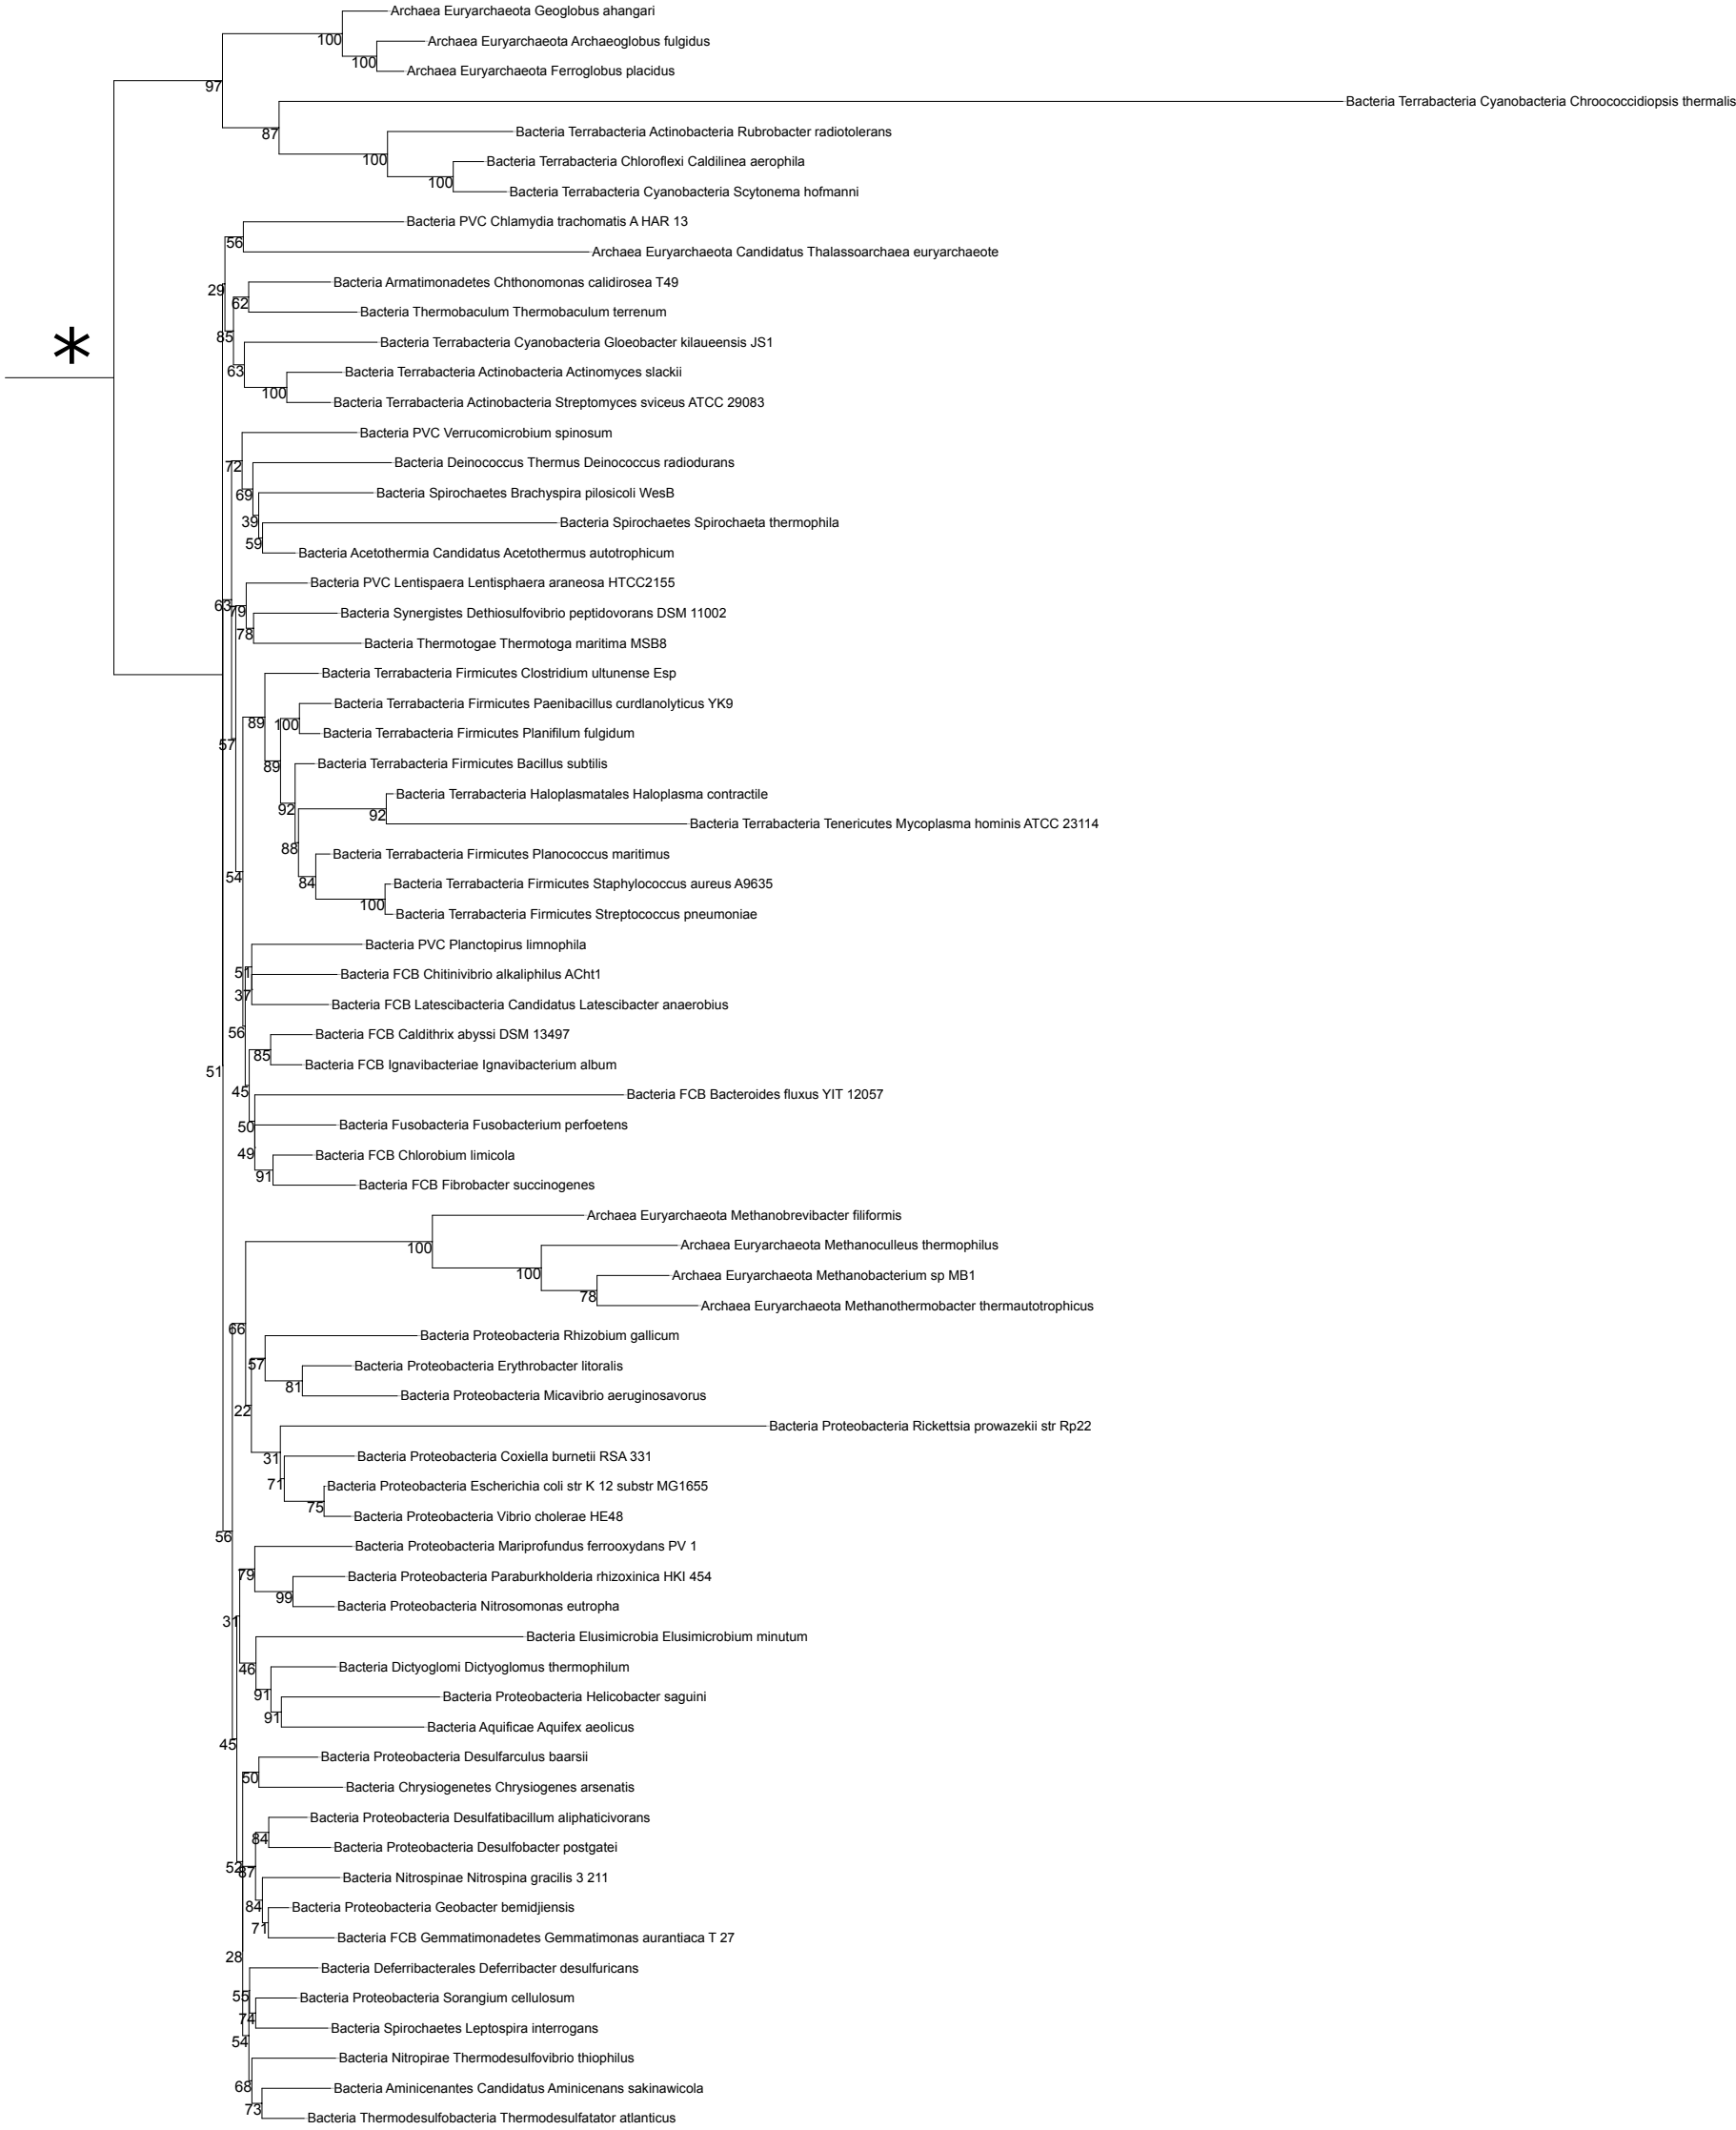 Archaea Euryarchaeota Geoglobus ahangari
100
Archaea Euryarchaeota Archaeoglobus fulgidus
100
Archaea Euryarchaeota Ferroglobus placidus
97
Bacteria Terrabacteria Cyanobacteria Chroococcidiopsis thermalis
87
Bacteria Terrabacteria Actinobacteria Rubrobacter radiotolerans
100
Bacteria Terrabacteria Chloroflexi Caldilinea aerophila
100
Bacteria Terrabacteria Cyanobacteria Scytonema hofmanni
Bacteria PVC Chlamydia trachomatis A HAR 13
56
Archaea Euryarchaeota Candidatus Thalassoarchaea euryarchaeote
29
Bacteria Armatimonadetes Chthonomonas calidirosea T49
62
Bacteria Thermobaculum Thermobaculum terrenum
*
85
Bacteria Terrabacteria Cyanobacteria Gloeobacter kilaueensis JS1
63
Bacteria Terrabacteria Actinobacteria Actinomyces slackii
100
Bacteria Terrabacteria Actinobacteria Streptomyces sviceus ATCC 29083
Bacteria PVC Verrucomicrobium spinosum
72
Bacteria Deinococcus Thermus Deinococcus radiodurans
69
Bacteria Spirochaetes Brachyspira pilosicoli WesB
39
Bacteria Spirochaetes Spirochaeta thermophila
59
Bacteria Acetothermia Candidatus Acetothermus autotrophicum
Bacteria PVC Lentispaera Lentisphaera araneosa HTCC2155
63
79
Bacteria Synergistes Dethiosulfovibrio peptidovorans DSM 11002
78
Bacteria Thermotogae Thermotoga maritima MSB8
Bacteria Terrabacteria Firmicutes Clostridium ultunense Esp
Bacteria Terrabacteria Firmicutes Paenibacillus curdlanolyticus YK9
89
100
Bacteria Terrabacteria Firmicutes Planifilum fulgidum
57
89
Bacteria Terrabacteria Firmicutes Bacillus subtilis
Bacteria Terrabacteria Haloplasmatales Haloplasma contractile
92
92
Bacteria Terrabacteria Tenericutes Mycoplasma hominis ATCC 23114
88
Bacteria Terrabacteria Firmicutes Planococcus maritimus
54
84
Bacteria Terrabacteria Firmicutes Staphylococcus aureus A9635
100
Bacteria Terrabacteria Firmicutes Streptococcus pneumoniae
Bacteria PVC Planctopirus limnophila
51
Bacteria FCB Chitinivibrio alkaliphilus ACht1
37
Bacteria FCB Latescibacteria Candidatus Latescibacter anaerobius
56
Bacteria FCB Caldithrix abyssi DSM 13497
85
Bacteria FCB Ignavibacteriae Ignavibacterium album
51
45
Bacteria FCB Bacteroides fluxus YIT 12057
50
Bacteria Fusobacteria Fusobacterium perfoetens
49
Bacteria FCB Chlorobium limicola
91
Bacteria FCB Fibrobacter succinogenes
Archaea Euryarchaeota Methanobrevibacter filiformis
100
Archaea Euryarchaeota Methanoculleus thermophilus
100
Archaea Euryarchaeota Methanobacterium sp MB1
78
Archaea Euryarchaeota Methanothermobacter thermautotrophicus
66
Bacteria Proteobacteria Rhizobium gallicum
57
Bacteria Proteobacteria Erythrobacter litoralis
81
Bacteria Proteobacteria Micavibrio aeruginosavorus
22
Bacteria Proteobacteria Rickettsia prowazekii str Rp22
31
Bacteria Proteobacteria Coxiella burnetii RSA 331
71
Bacteria Proteobacteria Escherichia coli str K 12 substr MG1655
75
Bacteria Proteobacteria Vibrio cholerae HE48
56
Bacteria Proteobacteria Mariprofundus ferrooxydans PV 1
79
Bacteria Proteobacteria Paraburkholderia rhizoxinica HKI 454
99
Bacteria Proteobacteria Nitrosomonas eutropha
31
Bacteria Elusimicrobia Elusimicrobium minutum
46
Bacteria Dictyoglomi Dictyoglomus thermophilum
91
Bacteria Proteobacteria Helicobacter saguini
91
Bacteria Aquificae Aquifex aeolicus
45
Bacteria Proteobacteria Desulfarculus baarsii
50
Bacteria Chrysiogenetes Chrysiogenes arsenatis
Bacteria Proteobacteria Desulfatibacillum aliphaticivorans
84
Bacteria Proteobacteria Desulfobacter postgatei
52
87
Bacteria Nitrospinae Nitrospina gracilis 3 211
84
Bacteria Proteobacteria Geobacter bemidjiensis
71
Bacteria FCB Gemmatimonadetes Gemmatimonas aurantiaca T 27
28
Bacteria Deferribacterales Deferribacter desulfuricans
55
Bacteria Proteobacteria Sorangium cellulosum
74
Bacteria Spirochaetes Leptospira interrogans
54
Bacteria Nitropirae Thermodesulfovibrio thiophilus
68
Bacteria Aminicenantes Candidatus Aminicenans sakinawicola
73
Bacteria Thermodesulfobacteria Thermodesulfatator atlanticus